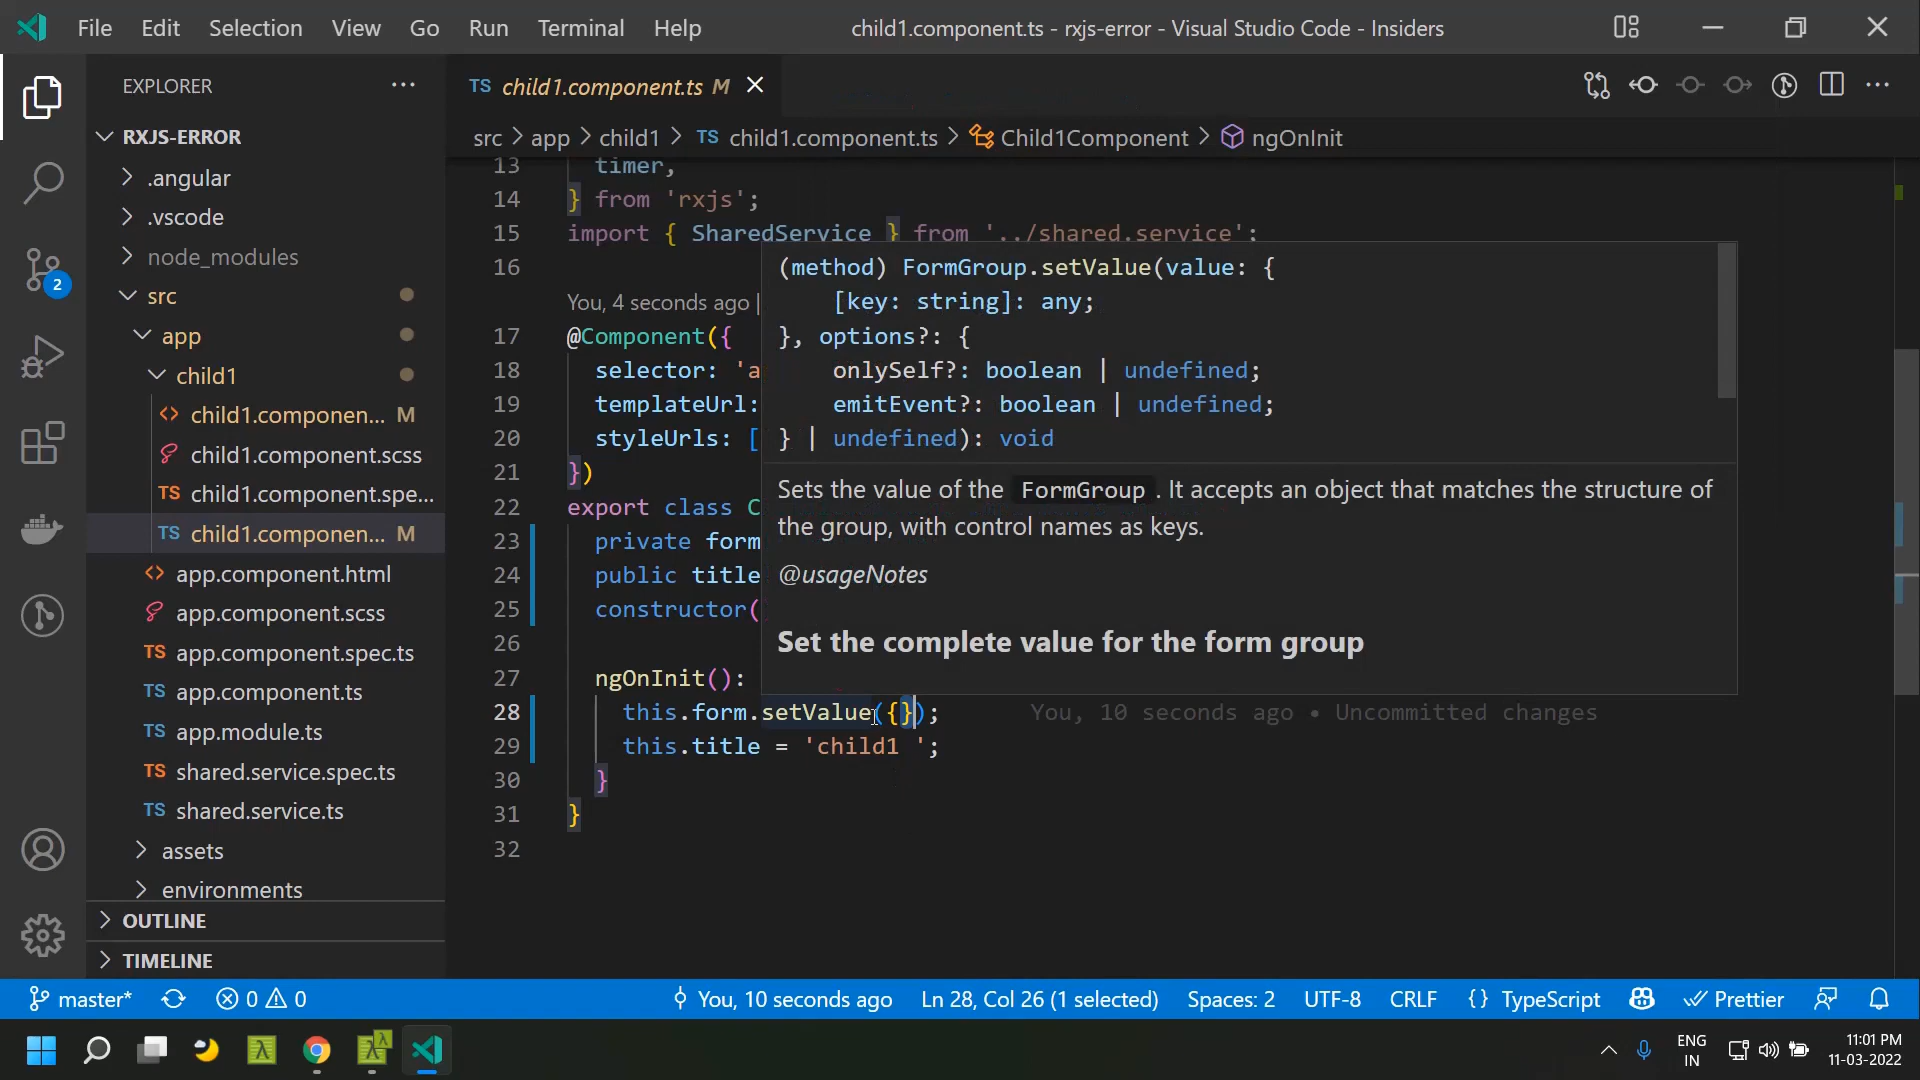 File Edit Selection View Go Run Terminal Help
child1.component.ts - rxjs-error - Visual Studio Code - Insiders
EXPLORER
RXJS-ERROR
.angular
.vscode
node_modules
src
app
child1
child1.componen... M
child1.component.scss
TS child1.component.spe...
TS child1.componen... M
app.component.html
app.component.scss
TS app.component.spec.ts
TS app.component.ts
TS app.module.ts
TS shared.service.spec.ts
TS shared.service.ts
assets
environments
OUTLINE
TIMELINE
2
TS child1.component.ts M
src > app > child1 > TS child1.component.ts > Child1Component > ngOnInit
13 timer,
14 } from 'rxjs';
15 import { SharedService } from '../shared.service';
16
You, 4 seconds ago |
17 @Component({
18 selector: 'a
19 templateUrl:
20 styleUrls: [
21 })
22 export class C
23 private form
24 public title
25 constructor(
26
27 ngOnInit():
28 this.form.setValue({}); You, 10 seconds ago • Uncommitted changes
29 this.title = 'child1 ';
30 }
31 }
32
(method) FormGroup.setValue(value: {
[key: string]: any;
}, options?: {
onlySelf?: boolean | undefined;
emitEvent?: boolean | undefined;
} | undefined): void
Sets the value of the FormGroup . It accepts an object that matches the structure of
the group, with control names as keys.
@usageNotes
Set the complete value for the form group
master* 0 0 You, 10 seconds ago Ln 28, Col 26 (1 selected) Spaces: 2 UTF-8 CRLF {} TypeScript Prettier
ENG
IN
11:01 PM
11-03-2022